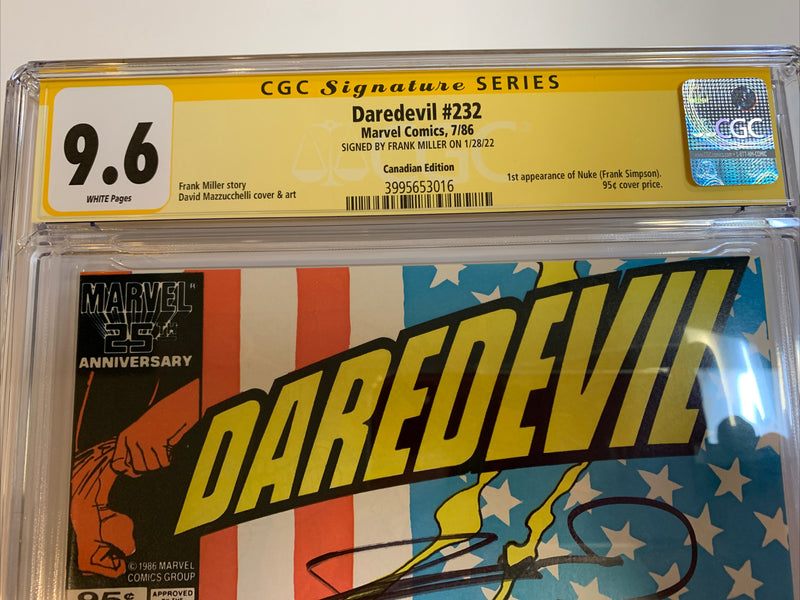 CGC Signature SERIES
9.6
WHITE Pages
Daredevil #232
Marvel Comics, 7/86
SIGNED BY FRANK MILLER ON 1/28/22
Canadian Edition
3995653016
Frank Miller story
David Mazzucchelli cover & art
1st appearance of Nuke (Frank Simpson).
95¢ cover price.
CGC
CGC
MARVEL®
25TH
ANNIVERSARY
DAREDEVIL
© 1986 MARVEL
COMICS GROUP
95¢
APPROVED